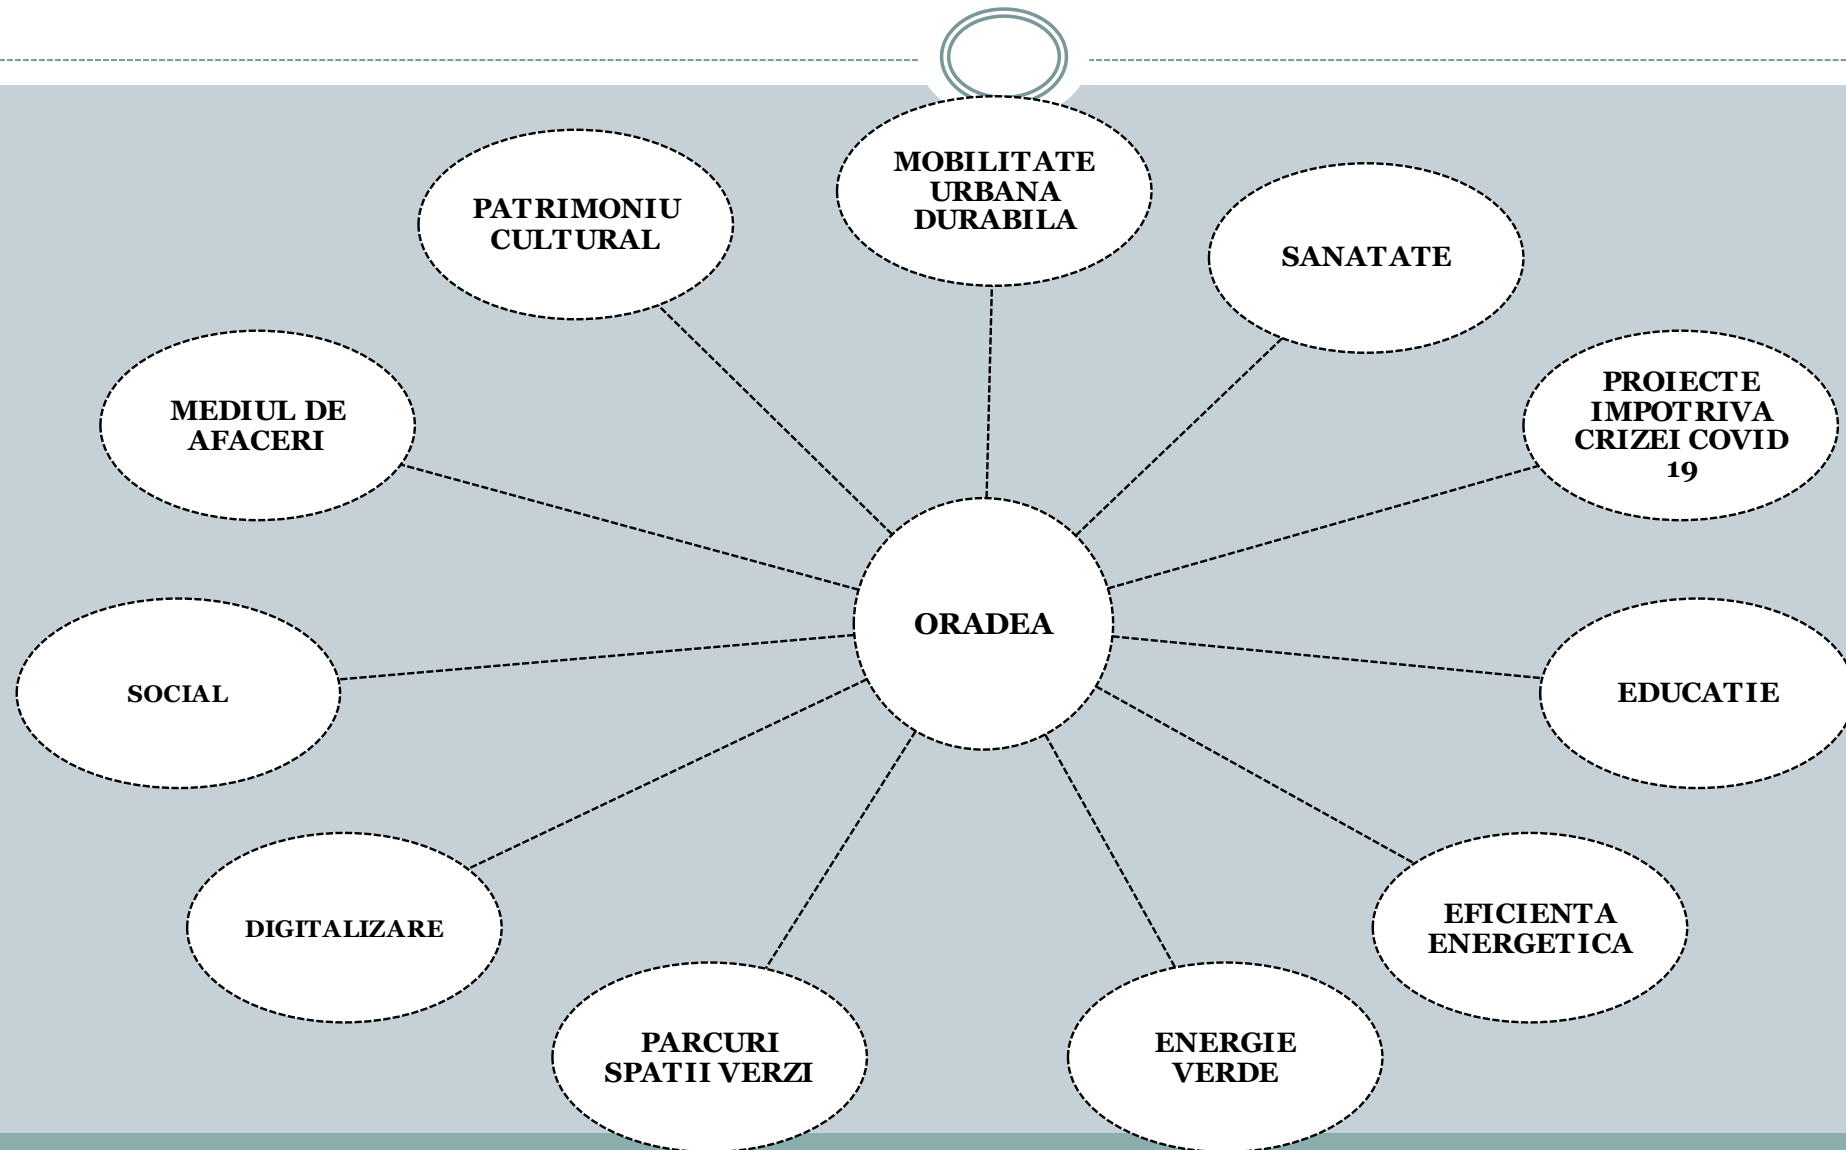 MOBILITATE
URBANA
DURABILA
PATRIMONIU
CULTURAL
SANATATE
MEDIUL DE
AFACERI
PROIECTE
IMPOTRIVA
CRIZEI COVID
19
ORADEA
SOCIAL
EDUCATIE
DIGITALIZARE
EFICIENTA
ENERGETICA
PARCURI
SPATII VERZI
ENERGIE
VERDE